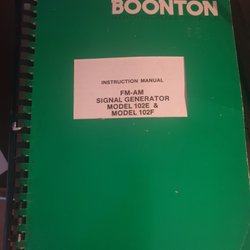 BOONTON
INSTRUCTION MANUAL
FM-AM
SIGNAL GENERATOR
MODEL 102E &
MODEL 102F